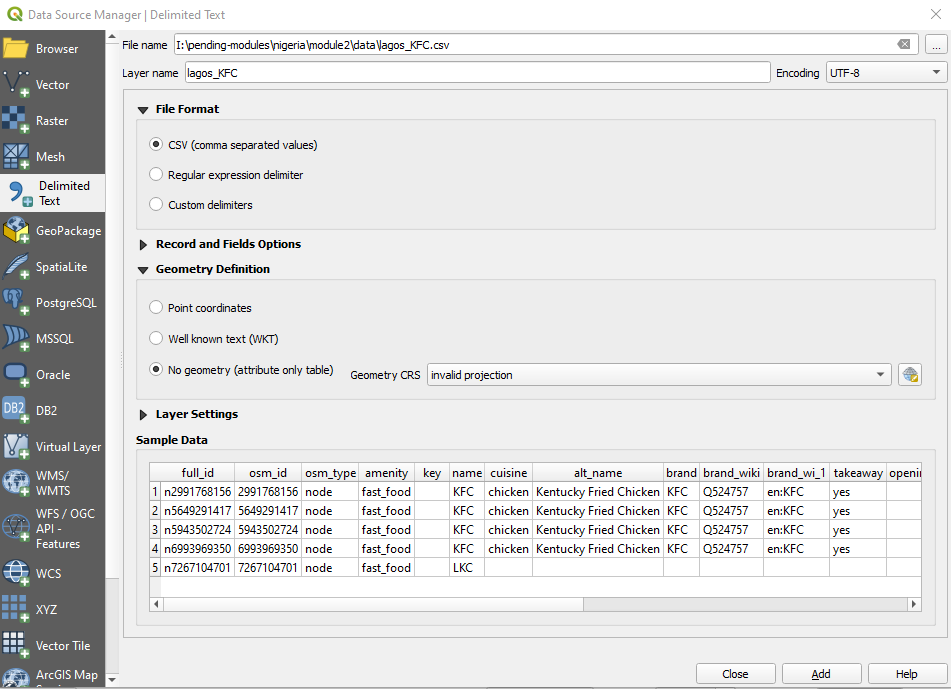 Data Source Manager | Delimited Text
Browser
Vector
Raster
Mesh
Delimited
Text
GeoPackage
SpatiaLite
PostgreSQL
MSSQL
Oracle
DB2
DB2
Virtual Layer
WMS/
WMTS
WFS / OGC
API -
Features
WCS
XYZ
Vector Tile
ArcGIS Map
File name I:\pending-modules\nigeria\module2\data\lagos_KFC.csv ...
Layer name lagos_KFC Encoding UTF-8
File Format
CSV (comma separated values)
Regular expression delimiter
Custom delimiters
Record and Fields Options
Geometry Definition
Point coordinates
Well known text (WKT)
No geometry (attribute only table) Geometry CRS invalid projection
Layer Settings
Sample Data
full_id osm_id osm_type amenity key name cuisine alt_name brand brand_wiki brand_wi_1 takeaway openin
1 n2991768156 2991768156 node fast_food KFC chicken Kentucky Fried Chicken KFC Q524757 en:KFC yes
2 n5649291417 5649291417 node fast_food KFC chicken Kentucky Fried Chicken KFC Q524757 en:KFC yes
3 n5943502724 5943502724 node fast_food KFC chicken Kentucky Fried Chicken KFC Q524757 en:KFC yes
4 n6993969350 6993969350 node fast_food KFC chicken Kentucky Fried Chicken KFC Q524757 en:KFC yes
5 n7267104701 7267104701 node fast_food LKC
Close Add Help